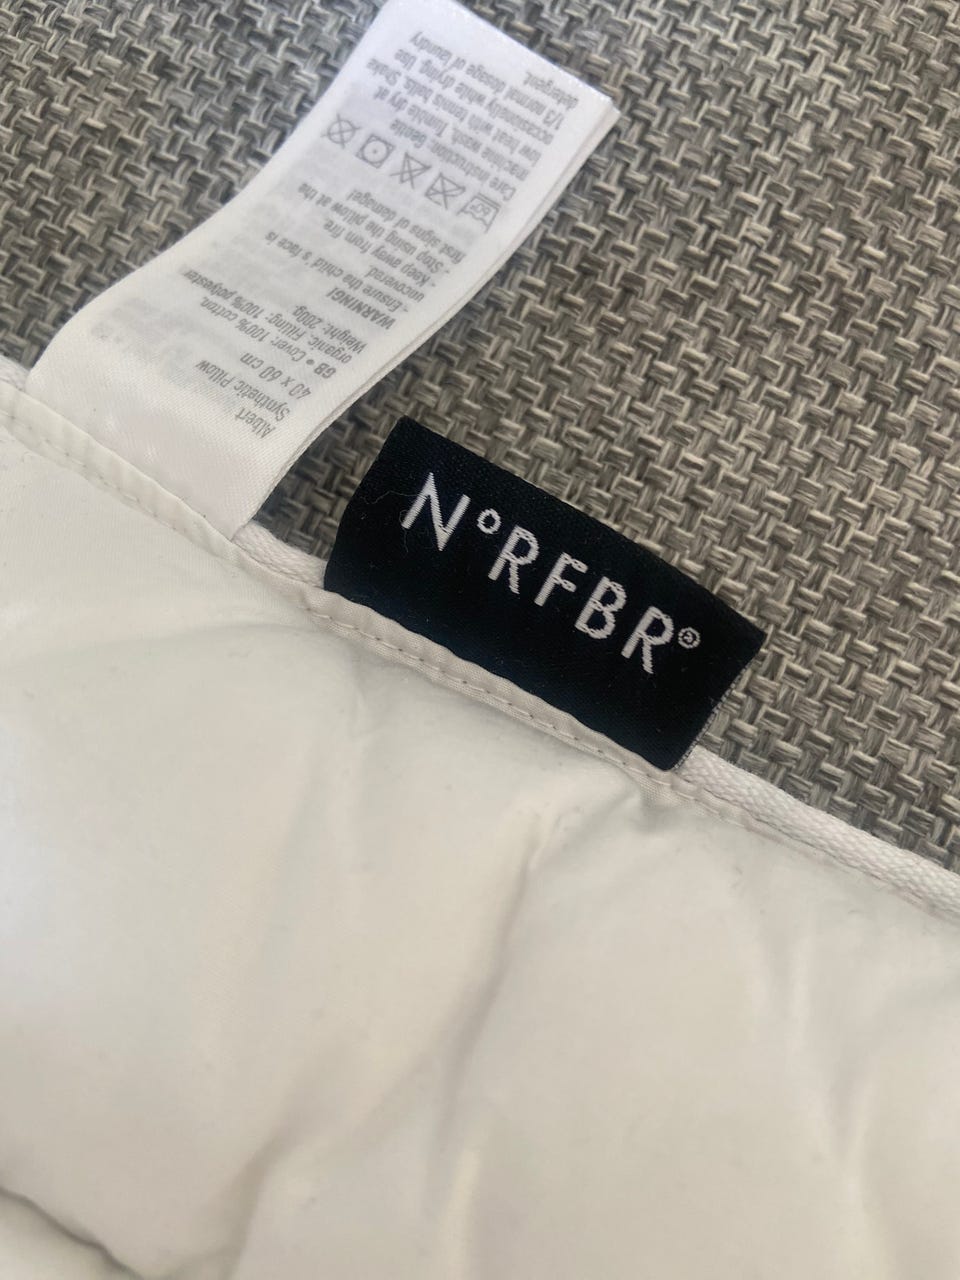 Albert
Synthetic Pillow
40 x 60 cm
GB • Cover: 100% cotton,
organic. Filling: 100% polyester
Weight: 200g.
WARNING!
- Ensure the child's face is
uncovered.
- Keep away from fire.
- Stop using the pillow at the
first signs of damage!
Care instruction: Gentle
machine wash. Tumble dry at
low heat with tennis balls. Shake
occasionally while drying. Use
1/3 normal dosage of laundry
detergent.
NORFBR®